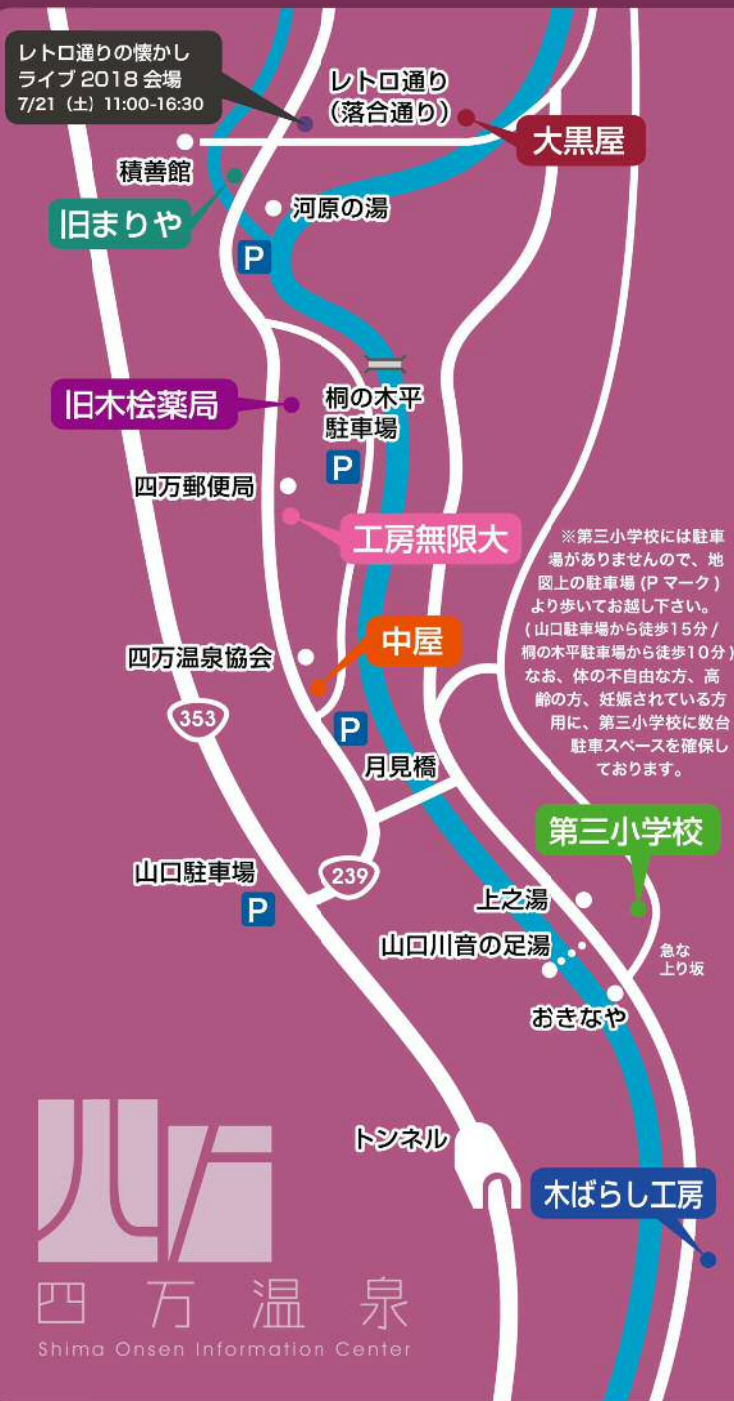 レトロ通りの懐かし
ライブ 2018 会場
7/21（土）11:00-16:30
レトロ通り
（落合通り）
大黒屋
積善館
旧まりや
河原の湯
P
旧木桧薬局
桐の木平
駐車場
P
四万郵便局
工房無限大
※第三小学校には駐車
場がありませんので、地
図上の駐車場 (P マーク)
より歩いてお越し下さい。
(山口駐車場から徒歩15分 /
桐の木平駐車場から徒歩10分)
なお、体の不自由な方、高
齢の方、妊娠されている方
用に、第三小学校に数台
駐車スペースを確保し
ております。
四万温泉協会
中屋
353
P
月見橋
第三小学校
山口駐車場
P
239
上之湯
山口川音の足湯
急な
上り坂
おきなや
トンネル
木ばらし工房
四万
四万温泉
Shima Onsen Information Center